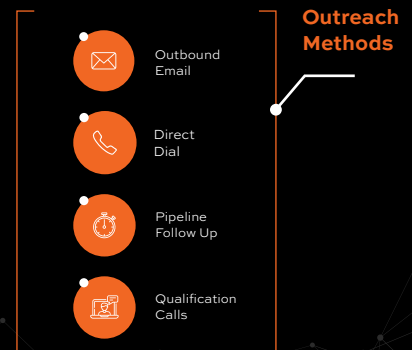 Outreach
Methods
Outbound
Email
Direct
Dial
Pipeline
Follow Up
Qualification
Calls